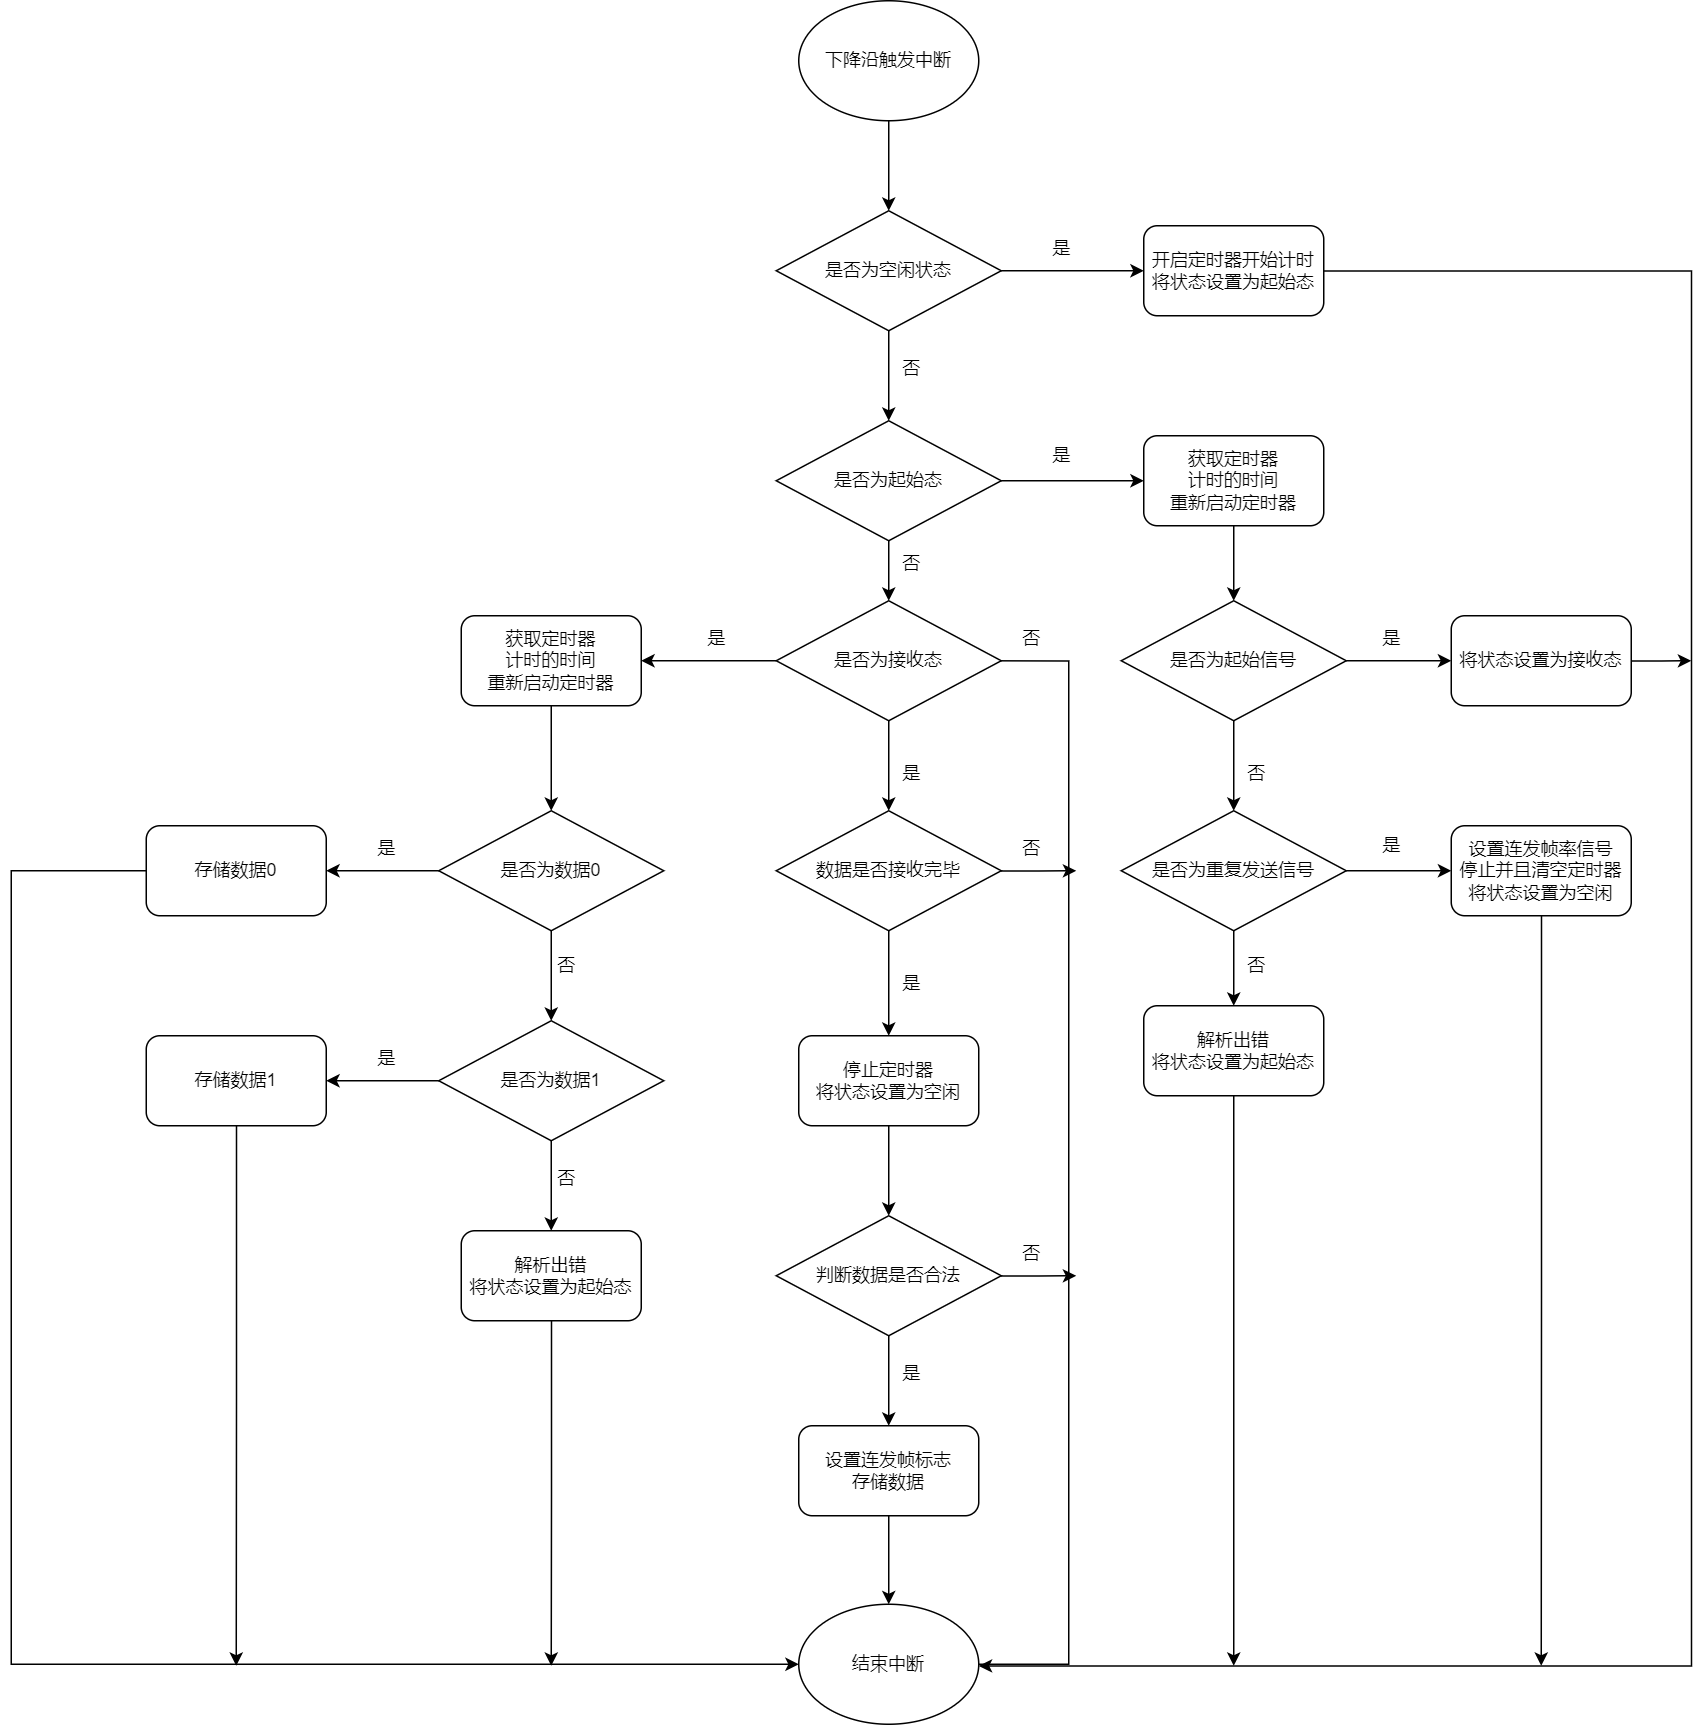 下降沿触发中断
是否为空闲状态
是
开启定时器开始计时
将状态设置为起始态
否
是否为起始态
是
获取定时器
计时的时间
重新启动定时器
否
获取定时器
计时的时间
重新启动定时器
是
是否为接收态
否
是否为起始信号
是
将状态设置为接收态
是
否
存储数据0
是
是否为数据0
数据是否接收完毕
否
是否为重复发送信号
是
设置连发帧率信号
停止并且清空定时器
将状态设置为空闲
否
是
否
存储数据1
是
是否为数据1
停止定时器
将状态设置为空闲
解析出错
将状态设置为起始态
否
解析出错
将状态设置为起始态
判断数据是否合法
否
是
设置连发帧标志
存储数据
结束中断